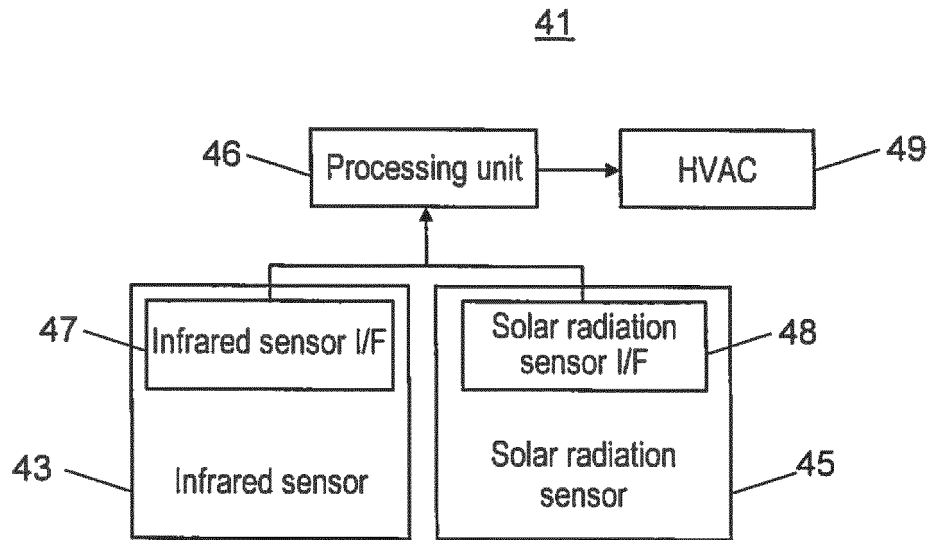 41
46
Processing unit
HVAC
49
47
Infrared sensor I/F
Solar radiation
sensor I/F
48
43
Infrared sensor
Solar radiation
sensor
45